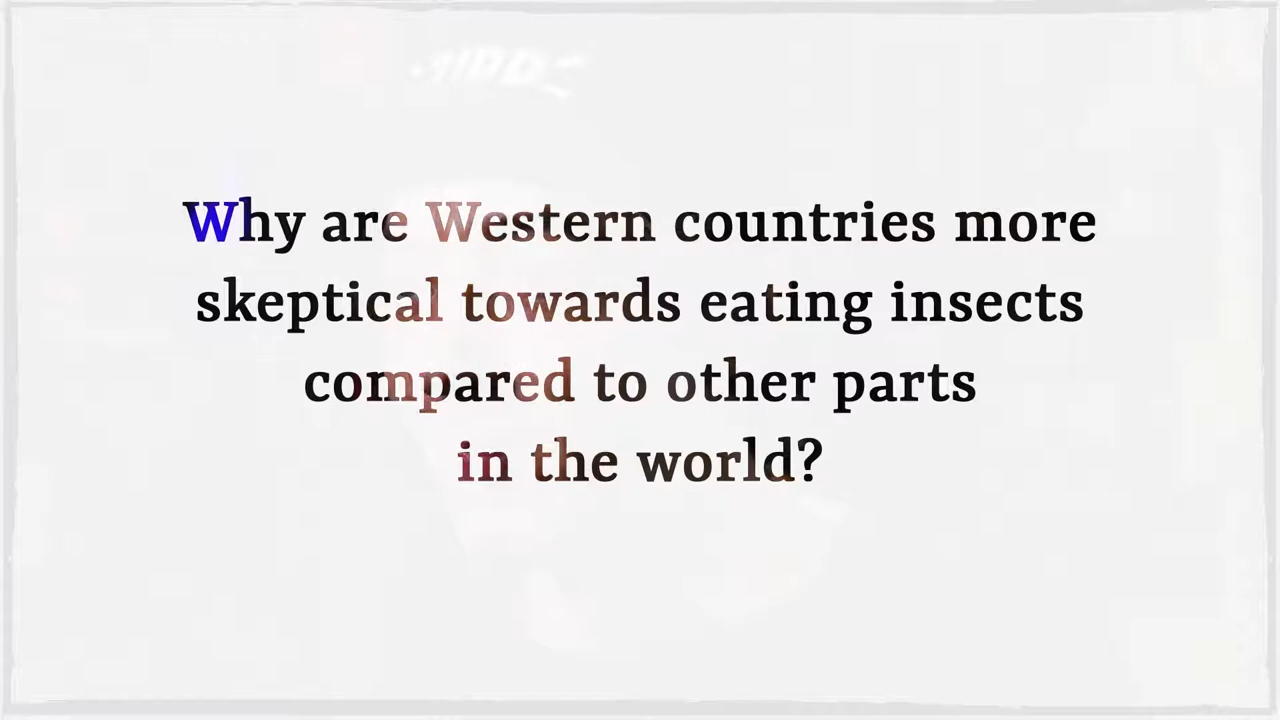 Why are Western countries more
skeptical towards eating insects
compared to other parts
in the world?